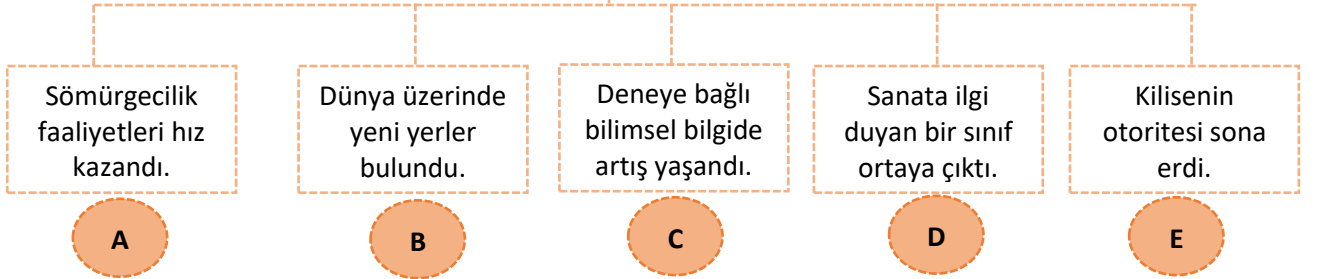 Sömürgecilik
faaliyetleri hız
kazandı.
A
Dünya üzerinde
yeni yerler
bulundu.
B
Deneye bağlı
bilimsel bilgide
artış yaşandı.
C
Sanata ilgi
duyan bir sınıf
ortaya çıktı.
D
Kilisenin
otoritesi sona
erdi.
E